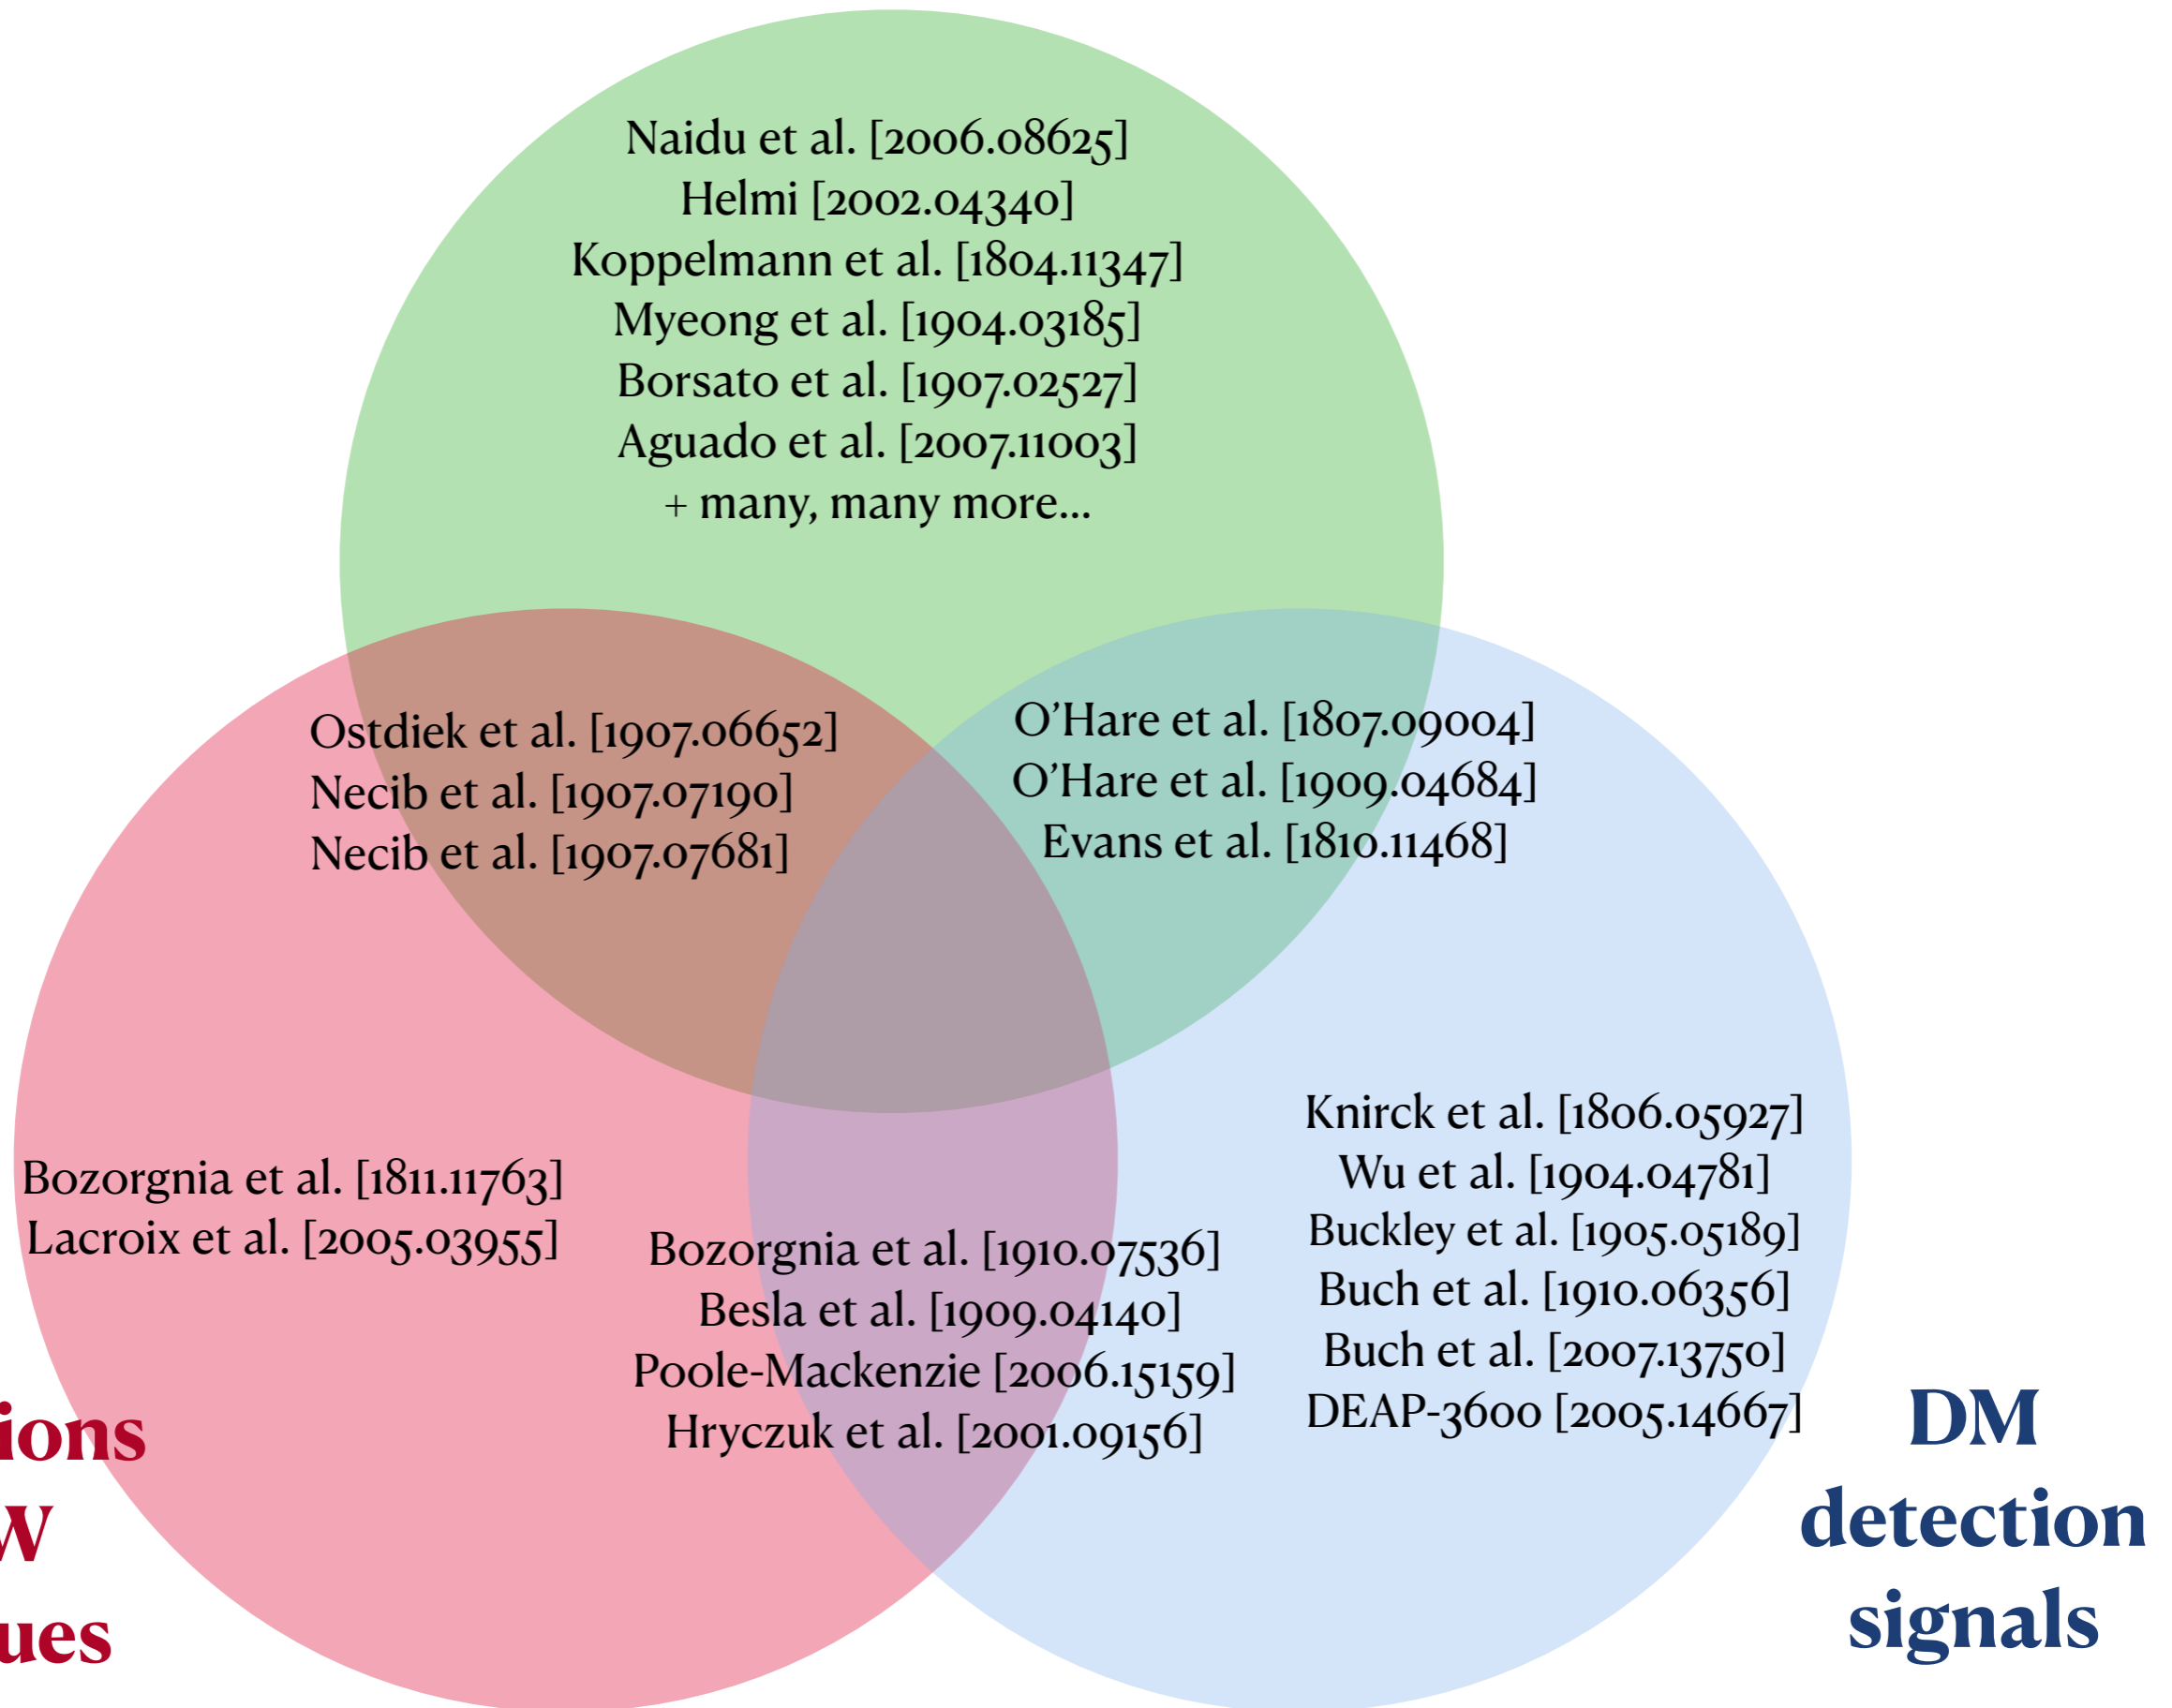 Naidu et al. [2006.08625]
Helmi [2002.04340]
Koppelmann et al. [1804.11347]
Myeong et al. [1904.03185]
Borsato et al. [1907.02527]
Aguado et al. [2007.11003]
+ many, many more...
Ostdiek et al. [1907.06652]
Necib et al. [1907.07190]
Necib et al. [1907.07681]
O’Hare et al. [1807.09004]
O’Hare et al. [1909.04684]
Evans et al. [1810.11468]
Bozorgnia et al. [1811.11763]
Lacroix et al. [2005.03955]
Bozorgnia et al. [1910.07536]
Besla et al. [1909.04140]
Poole-Mackenzie [2006.15159]
Hryczuk et al. [2001.09156]
Knirck et al. [1806.05927]
Wu et al. [1904.04781]
Buckley et al. [1905.05189]
Buch et al. [1910.06356]
Buch et al. [2007.13750]
DEAP-3600 [2005.14667]
ions
W
ues
DM
detection
signals